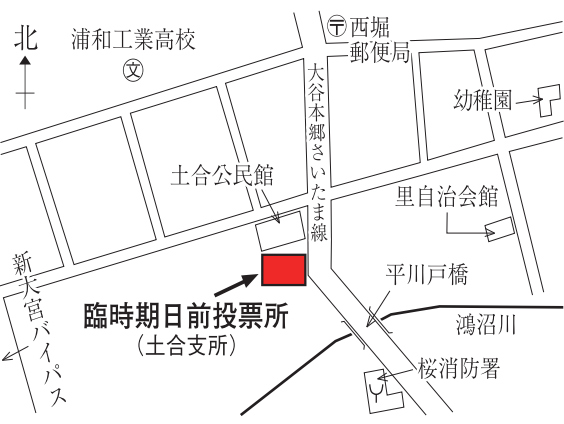 北
浦和工業高校
文
〒西堀
郵便局
大谷本郷さいたま線
幼稚園
土合公民館
里自治会館
新大宮バイパス
平川戸橋
臨時期日前投票所
（土合支所）
鴻沼川
桜消防署